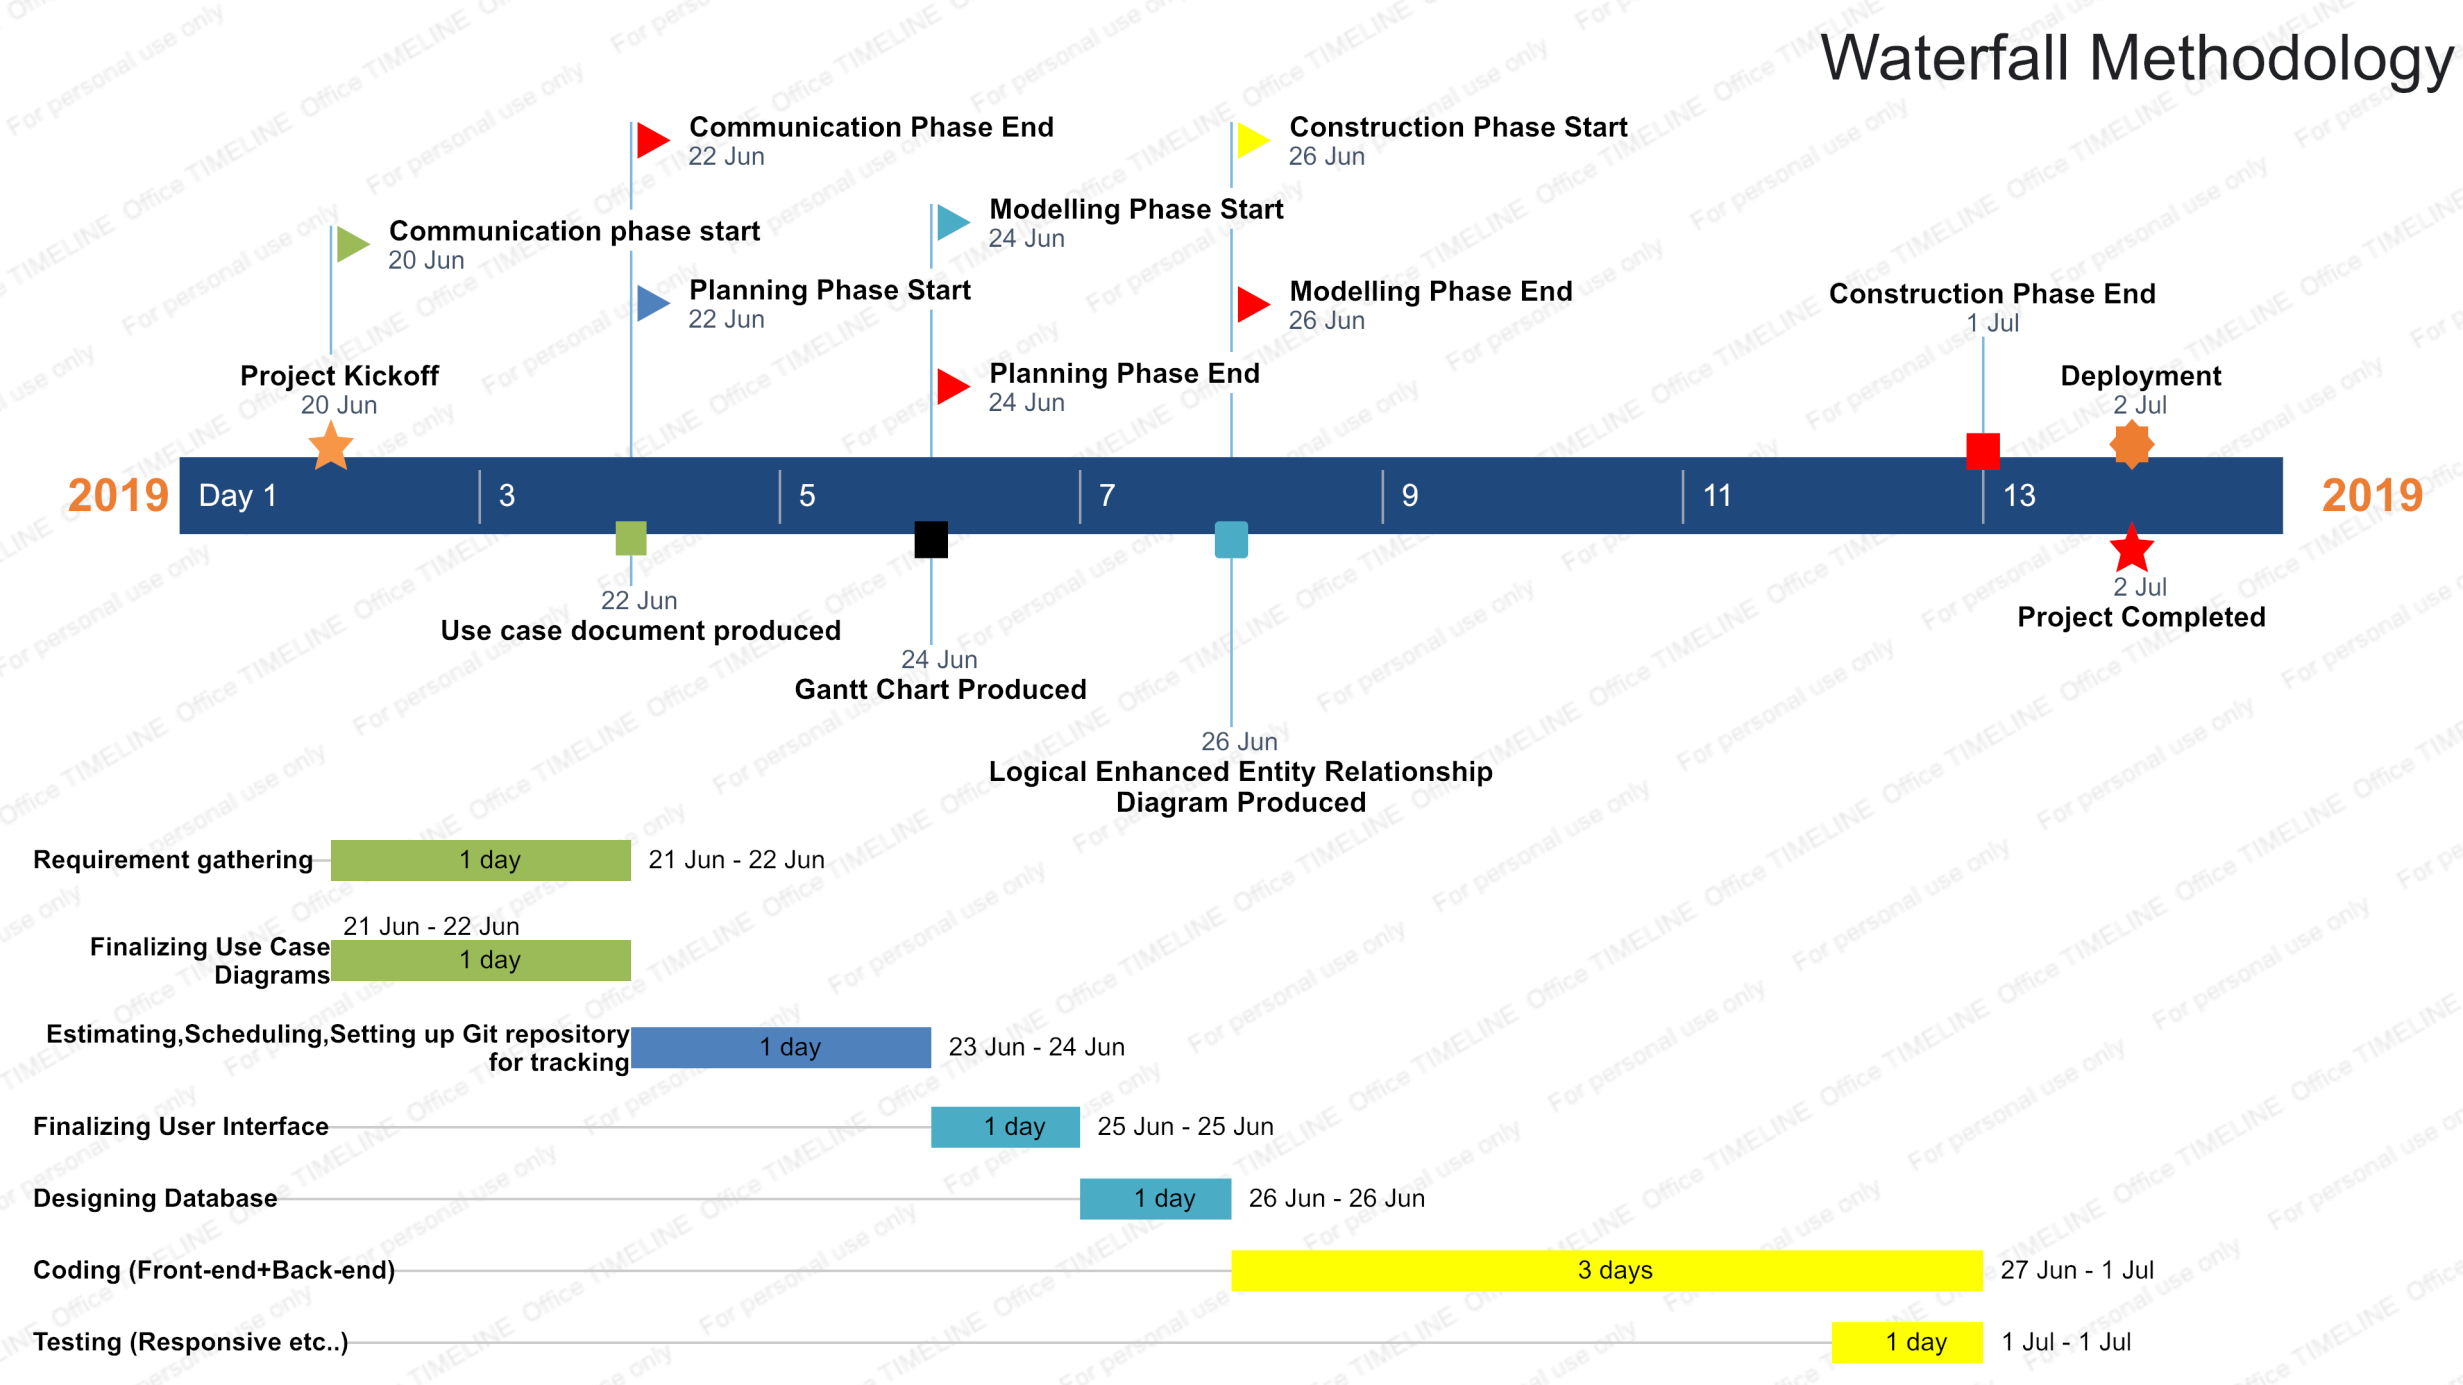 Waterfall Methodology
Communication Phase End
22 Jun
Construction Phase Start
26 Jun
Modelling Phase Start
24 Jun
Communication phase start
20 Jun
Planning Phase Start
22 Jun
Modelling Phase End
26 Jun
Construction Phase End
1 Jul
Planning Phase End
24 Jun
Project Kickoff
20 Jun
Deployment
2 Jul
2019 Day 1 3 5 7 9 11 13 2019
22 Jun
Use case document produced
2 Jul
Project Completed
24 Jun
Gantt Chart Produced
26 Jun
Logical Enhanced Entity Relationship
Diagram Produced
Requirement gathering 1 day 21 Jun - 22 Jun
21 Jun - 22 Jun
Finalizing Use Case
Diagrams
1 day
Estimating,Scheduling,Setting up Git repository
for tracking
1 day 23 Jun - 24 Jun
Finalizing User Interface 1 day 25 Jun - 25 Jun
Designing Database 1 day 26 Jun - 26 Jun
Coding (Front-end+Back-end) 3 days 27 Jun - 1 Jul
Testing (Responsive etc..) 1 day 1 Jul - 1 Jul
For personal use only Office TIMELINE